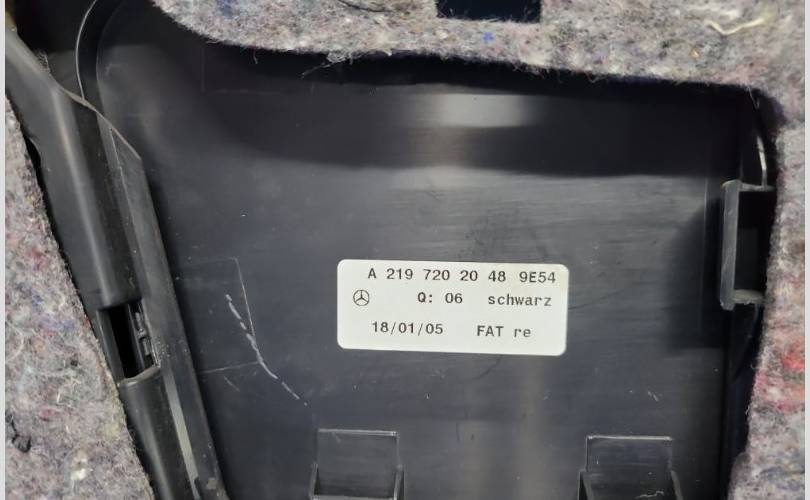 A 219 720 20 48 9E54
Q: 06 schwarz
18/01/05 FAT re